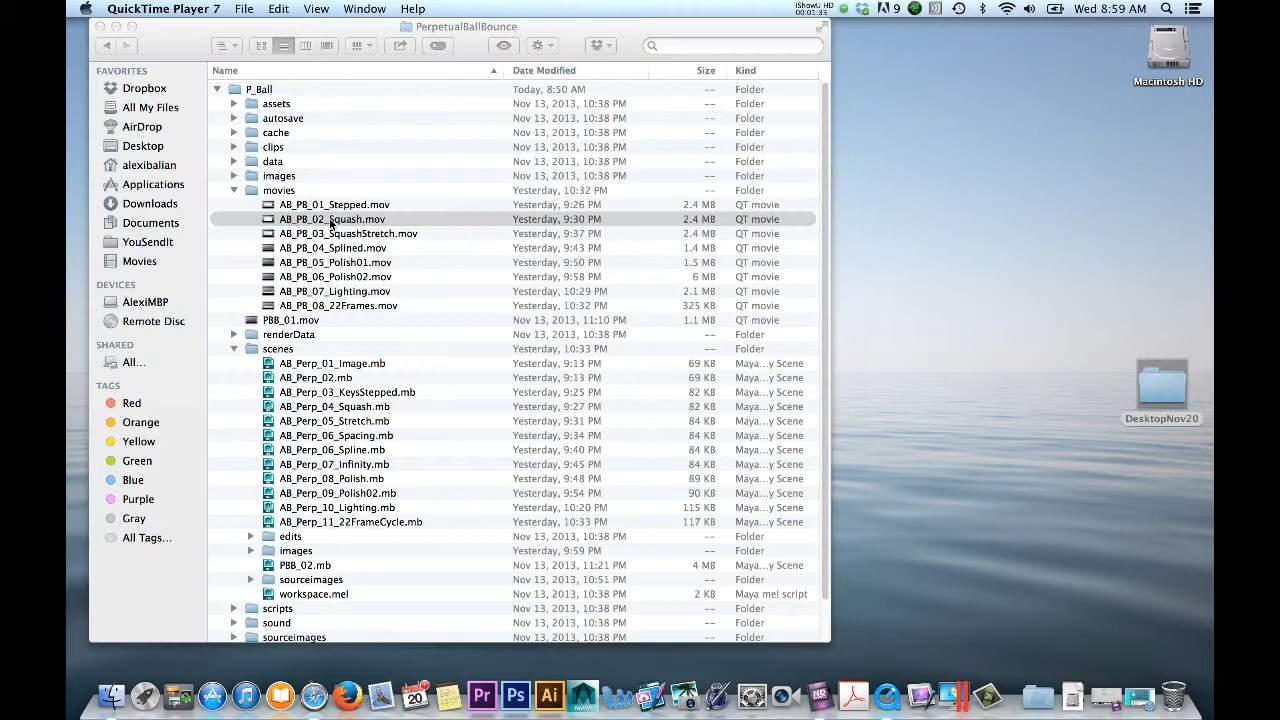 QuickTime Player 7 File Edit View Window Help iShowU HD 00:01:33 9 Wed 8:59 AM
PerpetualBallBounce
FAVORITES
Dropbox
All My Files
AirDrop
Desktop
alexibalian
Applications
Downloads
Documents
YouSendIt
Movies
DEVICES
AlexiMBP
Remote Disc
SHARED
All...
TAGS
Red
Orange
Yellow
Green
Blue
Purple
Gray
All Tags...
Name Date Modified Size Kind
P_Ball Today, 8:50 AM -- Folder
assets Nov 13, 2013, 10:38 PM -- Folder
autosave Nov 13, 2013, 10:38 PM -- Folder
cache Nov 13, 2013, 10:38 PM -- Folder
clips Nov 13, 2013, 10:38 PM -- Folder
data Nov 13, 2013, 10:38 PM -- Folder
images Nov 13, 2013, 10:38 PM -- Folder
movies Yesterday, 10:32 PM -- Folder
AB_PB_01_Stepped.mov Yesterday, 9:26 PM 2.4 MB QT movie
AB_PB_02_Squash.mov Yesterday, 9:30 PM 2.4 MB QT movie
AB_PB_03_SquashStretch.mov Yesterday, 9:37 PM 2.4 MB QT movie
AB_PB_04_Splined.mov Yesterday, 9:43 PM 1.4 MB QT movie
AB_PB_05_Polish01.mov Yesterday, 9:50 PM 1.5 MB QT movie
AB_PB_06_Polish02.mov Yesterday, 9:58 PM 6 MB QT movie
AB_PB_07_Lighting.mov Yesterday, 10:29 PM 2.1 MB QT movie
AB_PB_08_22Frames.mov Yesterday, 10:32 PM 325 KB QT movie
PBB_01.mov Nov 13, 2013, 11:10 PM 1.1 MB QT movie
renderData Nov 13, 2013, 10:38 PM -- Folder
scenes Yesterday, 10:33 PM -- Folder
AB_Perp_01_Image.mb Yesterday, 9:13 PM 69 KB Maya...y Scene
AB_Perp_02.mb Yesterday, 9:13 PM 69 KB Maya...y Scene
AB_Perp_03_KeysStepped.mb Yesterday, 9:25 PM 82 KB Maya...y Scene
AB_Perp_04_Squash.mb Yesterday, 9:27 PM 82 KB Maya...y Scene
AB_Perp_05_Stretch.mb Yesterday, 9:31 PM 84 KB Maya...y Scene
AB_Perp_06_Spacing.mb Yesterday, 9:34 PM 84 KB Maya...y Scene
AB_Perp_06_Spline.mb Yesterday, 9:40 PM 84 KB Maya...y Scene
AB_Perp_07_Infinity.mb Yesterday, 9:45 PM 84 KB Maya...y Scene
AB_Perp_08_Polish.mb Yesterday, 9:48 PM 89 KB Maya...y Scene
AB_Perp_09_Polish02.mb Yesterday, 9:54 PM 90 KB Maya...y Scene
AB_Perp_10_Lighting.mb Yesterday, 10:20 PM 115 KB Maya...y Scene
AB_Perp_11_22FrameCycle.mb Yesterday, 10:33 PM 117 KB Maya...y Scene
edits Nov 13, 2013, 10:38 PM -- Folder
images Yesterday, 9:59 PM -- Folder
PBB_02.mb Nov 13, 2013, 11:21 PM 4 MB Maya...y Scene
sourceimages Nov 13, 2013, 10:51 PM -- Folder
workspace.mel Nov 13, 2013, 10:38 PM 2 KB Maya mel script
scripts Nov 13, 2013, 10:38 PM -- Folder
sound Nov 13, 2013, 10:38 PM -- Folder
sourceimages Nov 13, 2013, 10:38 PM -- Folder
Macintosh HD
DesktopNov20
20
Pr Ps Ai MAYA HD